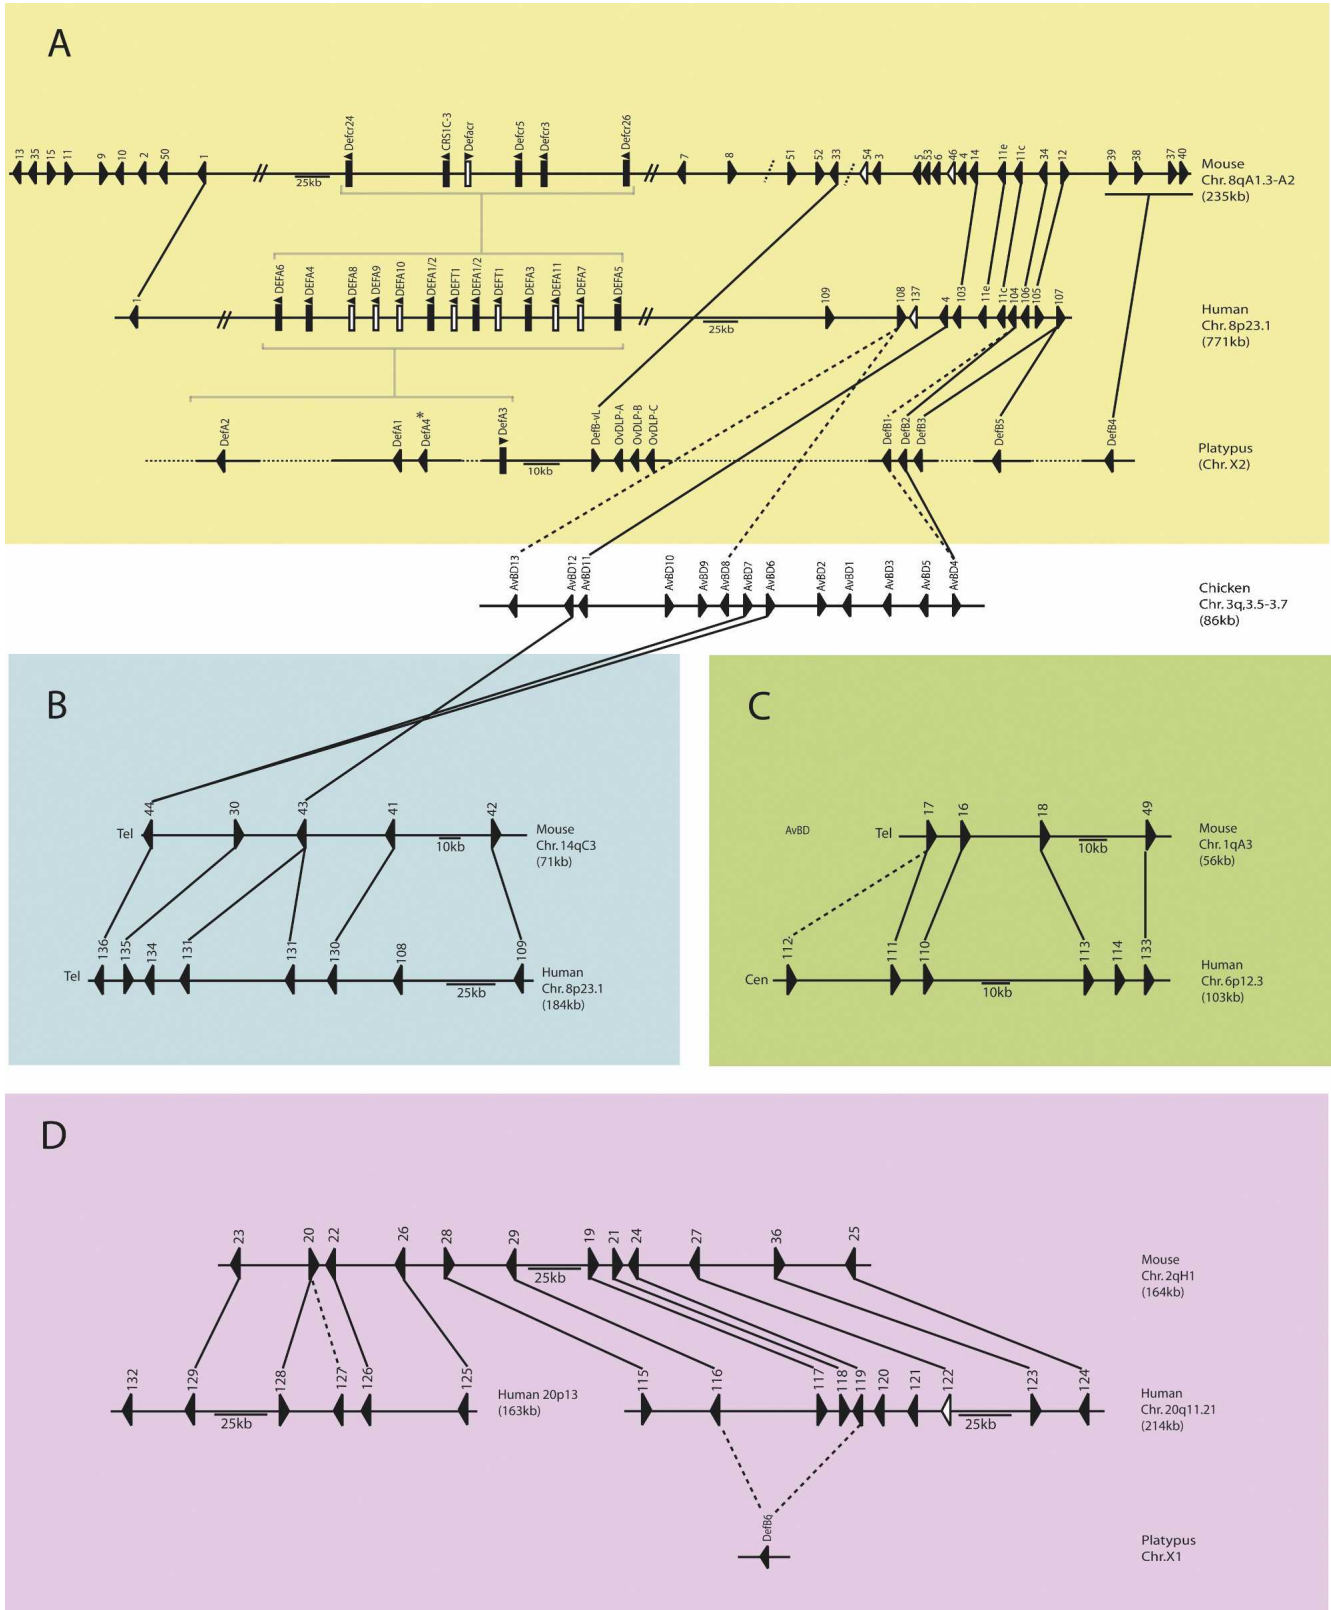 A
13 35 15 11 9 10 2 50 1 Defcr24 CRS1C-3 Defacr Defcr5 Defcr3 Defcr26 7 8 51 52 33 54 3 5 53 6 46 4 14 11e 11c 34 12 39 38 37 40
25kb
Mouse
Chr. 8qA1.3-A2
(235kb)
1 DEFA6 DEFA4 DEFA8 DEFA9 DEFA10 DEFA1/2 DEFT1 DEFA1/2 DEFT1 DEFA3 DEFA11 DEFA7 DEFA5 109 108 137 4 103 11e 11c 104 106 105 107
25kb
Human
Chr. 8p23.1
(771kb)
DefA2 DefA1 DefA4* DefA3 DefB-vL OvDLP-A OvDLP-B OvDLP-C DefB1 DefB2 DefB3 DefB5 DefB4
10kb
Platypus
(Chr. X2)
AvBD13 AvBD12 AvBD11 AvBD10 AvBD9 AvBD8 AvBD7 AvBD6 AvBD2 AvBD1 AvBD3 AvBD5 AvBD4
Chicken
Chr. 3q,3.5-3.7
(86kb)
B
44 30 43 41 42
Tel
10kb
Mouse
Chr. 14qC3
(71kb)
136 135 134 131 131 130 108 109
Tel
25kb
Human
Chr. 8p23.1
(184kb)
C
17 16 18 49
AvBD
Tel
10kb
Mouse
Chr. 1qA3
(56kb)
112 111 110 113 114 133
Cen
10kb
Human
Chr. 6p12.3
(103kb)
D
23 20 22 26 28 29 19 21 24 27 36 25
25kb
Mouse
Chr. 2qH1
(164kb)
132 129 128 127 126 125
25kb
Human 20p13
(163kb)
115 116 117 118 119 120 121 122 123 124
25kb
Human
Chr. 20q11.21
(214kb)
DefB6
Platypus
Chr.X1